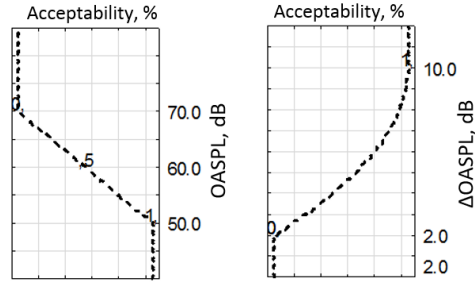 Acceptability, %
Acceptability, %
0
70.0
,5
60.0
1
50.0
OASPL, dB
1
10.0
0
2.0
2.0
ΔOASPL, dB